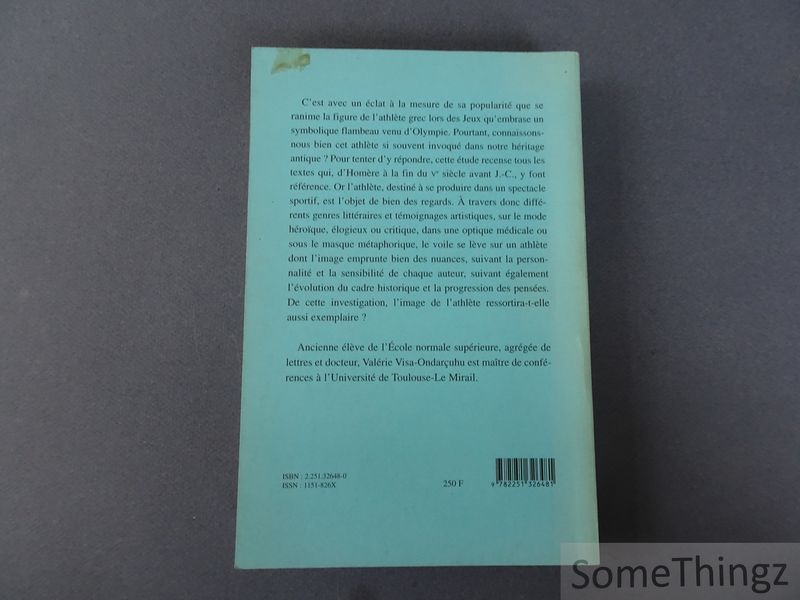 C'est avec un éclat à la mesure de sa popularité que se
ranime la figure de l'athlète grec lors des Jeux qu'embrase un
symbolique flambeau venu d'Olympie. Pourtant, connaissons-
nous bien cet athlète si souvent invoqué dans notre héritage
antique ? Pour tenter d'y répondre, cette étude recense tous les
textes qui, d'Homère à la fin du Vᵉ siècle avant J.-C., y font
référence. Or l'athlète, destiné à se produire dans un spectacle
sportif, est l'objet de bien des regards. À travers donc diffé-
rents genres littéraires et témoignages artistiques, sur le mode
héroïque, élogieux ou critique, dans une optique médicale ou
sous le masque métaphorique, le voile se lève sur un athlète
dont l'image emprunte bien des nuances, suivant la person-
nalité et la sensibilité de chaque auteur, suivant également
l'évolution du cadre historique et la progression des pensées.
De cette investigation, l'image de l'athlète ressortira-t-elle
aussi exemplaire ?
Ancienne élève de l'École normale supérieure, agrégée de
lettres et docteur, Valérie Visa-Ondarçuhu est maître de confé-
rences à l'Université de Toulouse-Le Mirail.
ISBN : 2.251.32648-0
ISSN : 1151-826X
250 F
9 782251 326481
SomeThingz